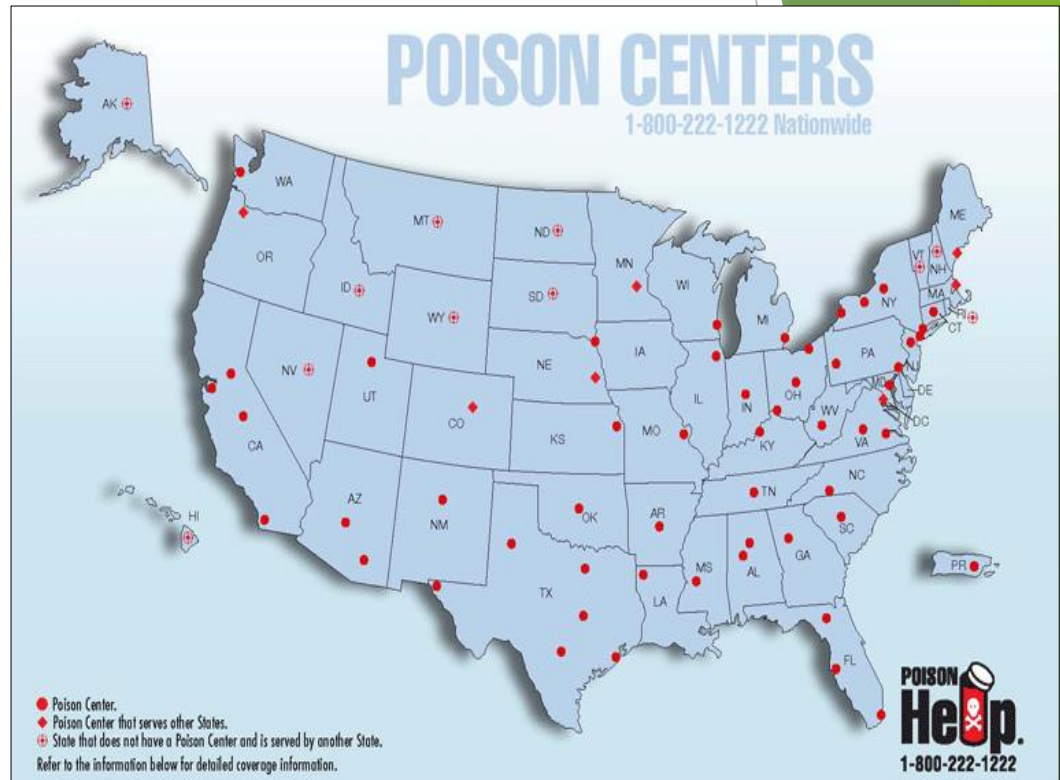 POISON CENTERS
1-800-222-1222 Nationwide
AK
WA
MT
ND
MN
ME
VT
NH
OR
ID
SD
WI
MI
NY
MA
RI
CT
WY
IA
PA
NJ
NE
NV
UT
IL
IN
OH
MD
DE
WV
DC
CO
KS
MO
KY
VA
CA
NC
TN
AZ
NM
OK
AR
SC
HI
MS
AL
GA
PR
TX
LA
FL
Poison Center.
Poison Center that serves other States.
State that does not have a Poison Center and is served by another State.
Refer to the information below for detailed coverage information.
POISON
Help.
1-800-222-1222